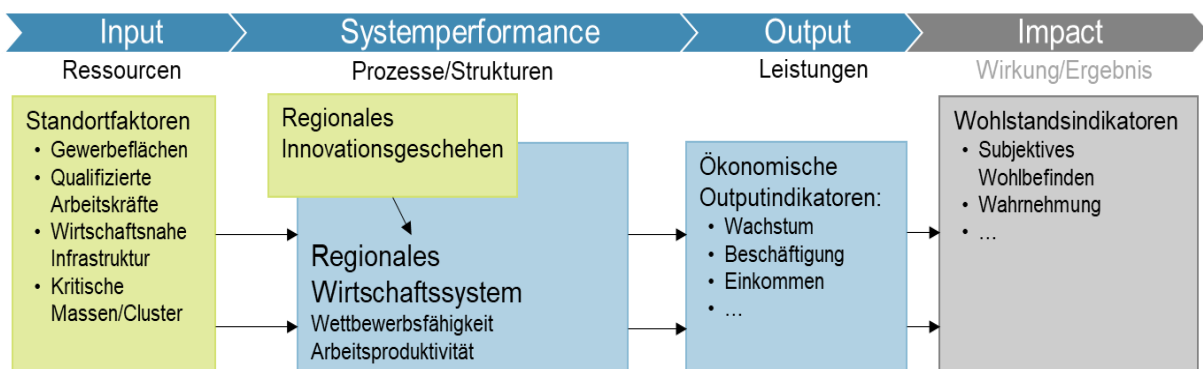 Input
Systemperformance
Output
Impact
Ressourcen
Prozesse/Strukturen
Leistungen
Wirkung/Ergebnis
Standortfaktoren
• Gewerbeflächen
• Qualifizierte
Arbeitskräfte
• Wirtschaftsnahe
Infrastruktur
• Kritische
Massen/Cluster
Regionales
Innovationsgeschehen
Regionales
Wirtschaftssystem
Wettbewerbsfähigkeit
Arbeitsproduktivität
Ökonomische
Outputindikatoren:
• Wachstum
• Beschäftigung
• Einkommen
• …
Wohlstandsindikatoren
• Subjektives
Wohlbefinden
• Wahrnehmung
• …